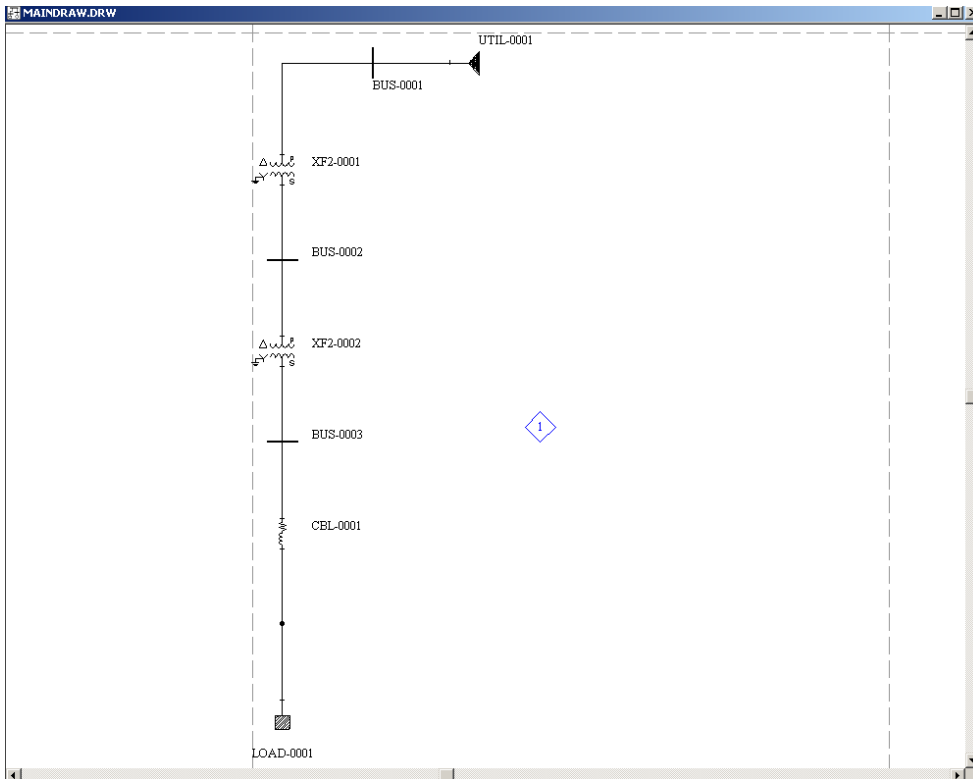 MAINDRAW.DRW
UTIL-0001
BUS-0001
P
XF2-0001
S
BUS-0002
P
XF2-0002
S
BUS-0003
1
CBL-0001
LOAD-0001